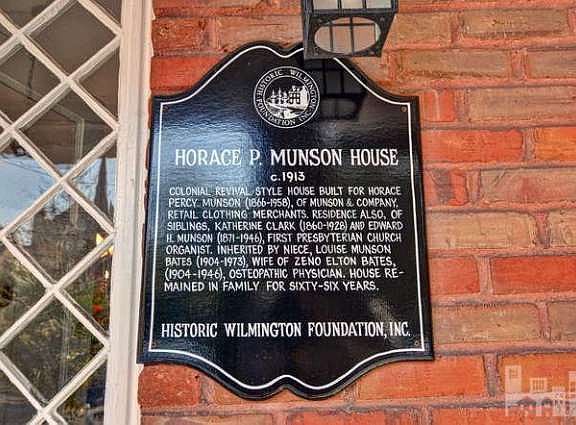 HISTORIC WILMINGTON
FOUNDATION INC.
HORACE P. MUNSON HOUSE
c. 1913
COLONIAL REVIVAL STYLE HOUSE BUILT FOR HORACE
PERCY MUNSON (1866-1958), OF MUNSON & COMPANY,
RETAIL CLOTHING MERCHANTS. RESIDENCE ALSO, OF
SIBLINGS, KATHERINE CLARK (1860-1928) AND EDWARD
H. MUNSON (1871-1946), FIRST PRESBYTERIAN CHURCH
ORGANIST. INHERITED BY NIECE, LOUISE MUNSON
BATES (1904-1973), WIFE OF ZENO ELTON BATES,
(1904-1946), OSTEOPATHIC PHYSICIAN. HOUSE RE-
MAINED IN FAMILY FOR SIXTY-SIX YEARS.
HISTORIC WILMINGTON FOUNDATION, INC.